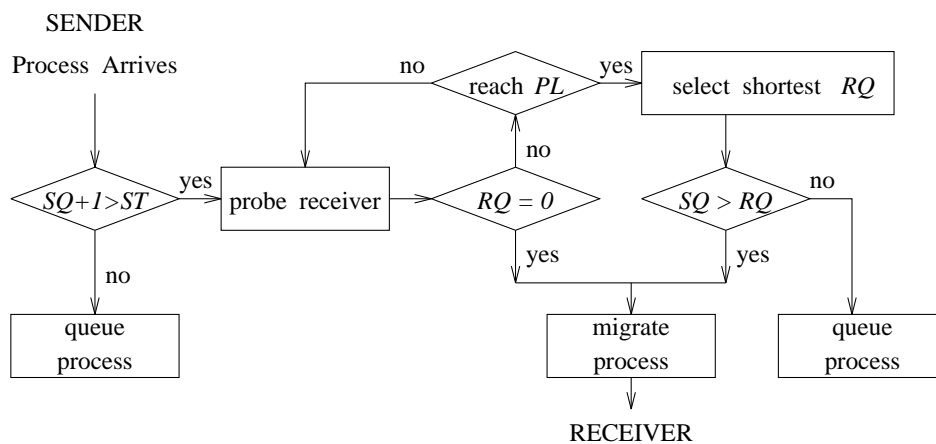 SENDER
Process Arrives
no
reach PL
yes
select shortest RQ
no
SQ+1>ST
yes
probe receiver
RQ = 0
SQ > RQ
no
no
yes
yes
queue
process
migrate
process
queue
process
RECEIVER